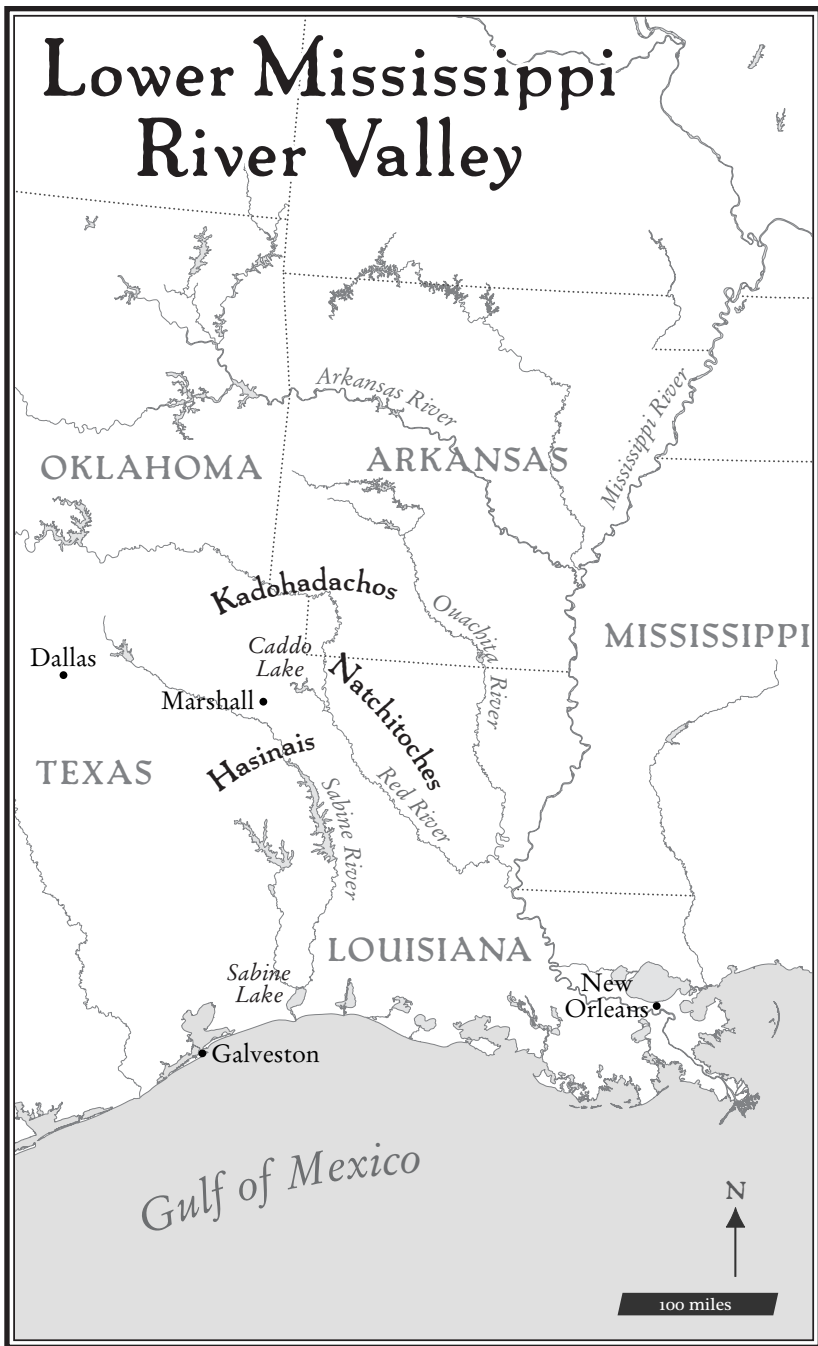 Lower Mississippi
River Valley
Arkansas River
Mississippi River
OKLAHOMA
ARKANSAS
Kadohadachos
Ouachita River
MISSISSIPPI
Caddo
Lake
Dallas
Natchitoches
Marshall
Hasinais
TEXAS
Red River
Sabine River
LOUISIANA
Sabine
Lake
New
Orleans
Galveston
Gulf of Mexico
N
100 miles